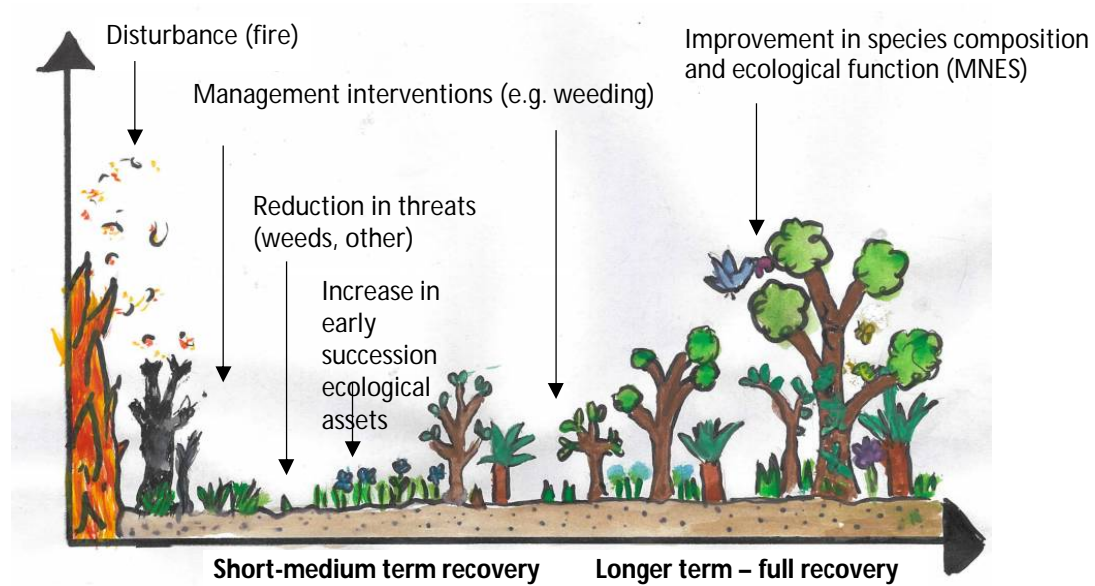 Disturbance (fire)
Improvement in species composition
and ecological function (MNES)
Management interventions (e.g. weeding)
Reduction in threats
(weeds, other)
Increase in
early
succession
ecological
assets
Short-medium term recovery
Longer term – full recovery